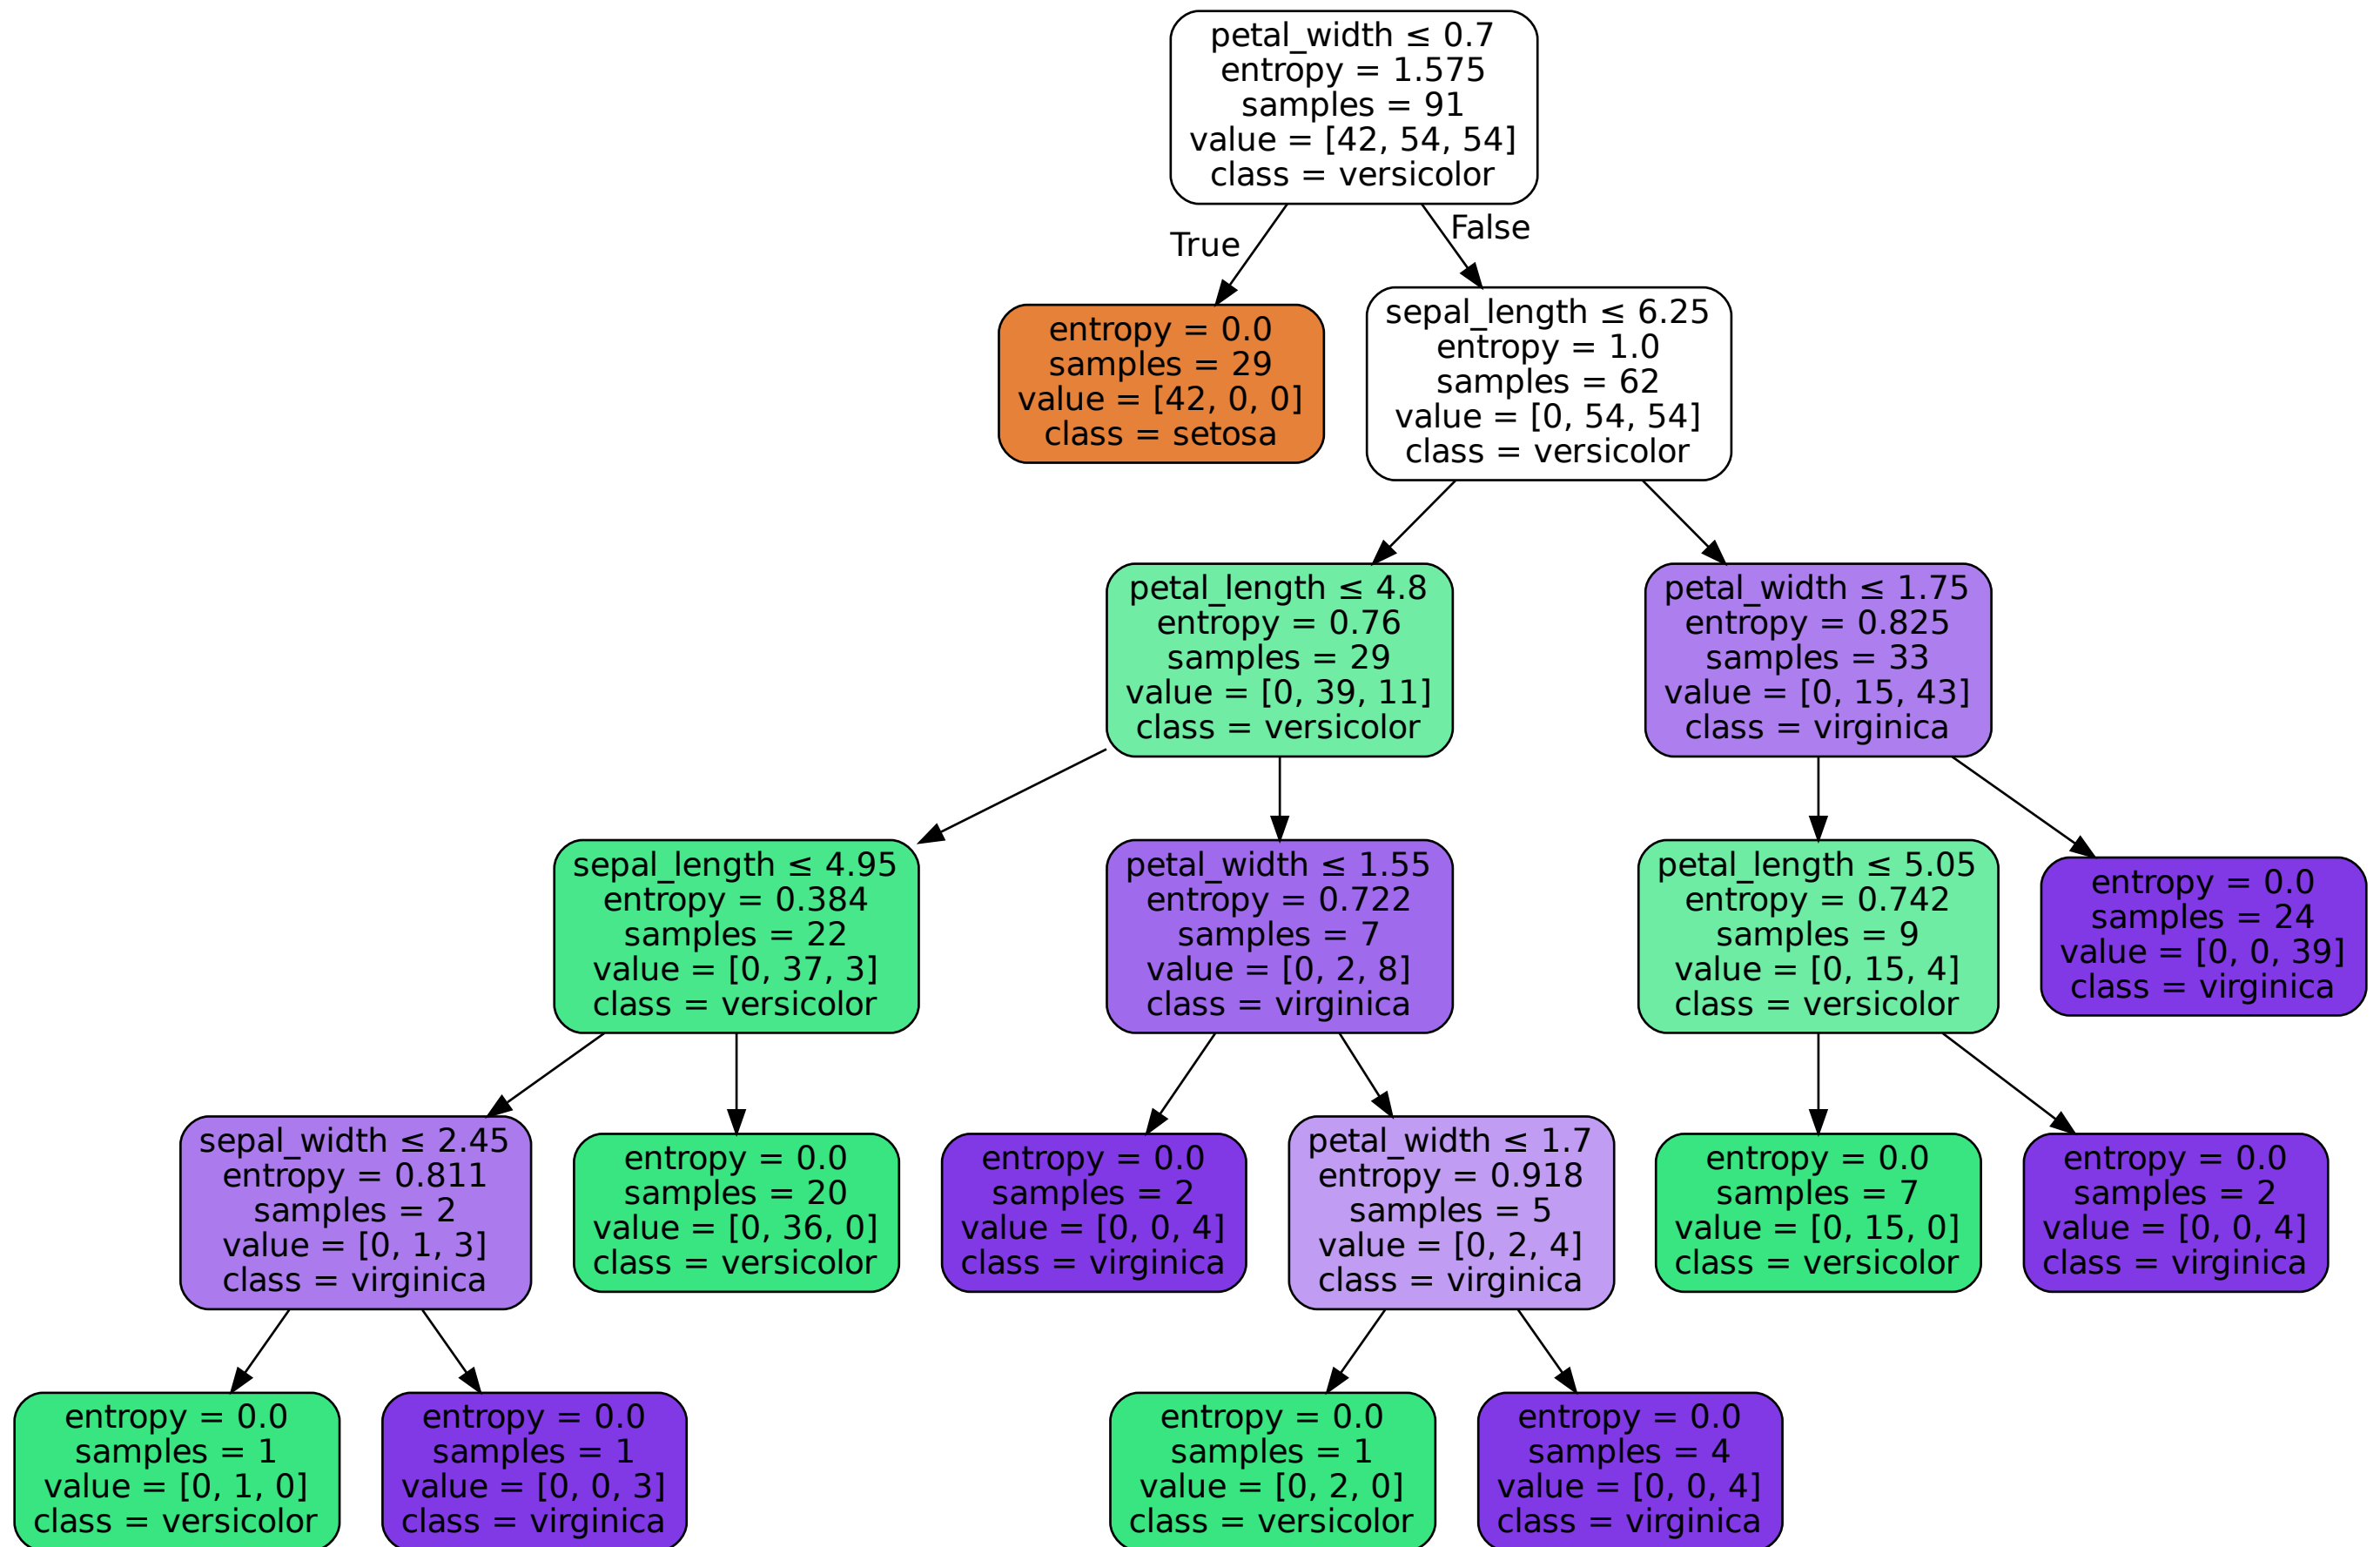 petal_width ≤ 0.7
entropy = 1.575
samples = 91
value = [42, 54, 54]
class = versicolor
True
False
entropy = 0.0
samples = 29
value = [42, 0, 0]
class = setosa
sepal_length ≤ 6.25
entropy = 1.0
samples = 62
value = [0, 54, 54]
class = versicolor
petal_length ≤ 4.8
entropy = 0.76
samples = 29
value = [0, 39, 11]
class = versicolor
petal_width ≤ 1.75
entropy = 0.825
samples = 33
value = [0, 15, 43]
class = virginica
sepal_length ≤ 4.95
entropy = 0.384
samples = 22
value = [0, 37, 3]
class = versicolor
petal_width ≤ 1.55
entropy = 0.722
samples = 7
value = [0, 2, 8]
class = virginica
petal_length ≤ 5.05
entropy = 0.742
samples = 9
value = [0, 15, 4]
class = versicolor
entropy = 0.0
samples = 24
value = [0, 0, 39]
class = virginica
sepal_width ≤ 2.45
entropy = 0.811
samples = 2
value = [0, 1, 3]
class = virginica
entropy = 0.0
samples = 20
value = [0, 36, 0]
class = versicolor
entropy = 0.0
samples = 2
value = [0, 0, 4]
class = virginica
petal_width ≤ 1.7
entropy = 0.918
samples = 5
value = [0, 2, 4]
class = virginica
entropy = 0.0
samples = 7
value = [0, 15, 0]
class = versicolor
entropy = 0.0
samples = 2
value = [0, 0, 4]
class = virginica
entropy = 0.0
samples = 1
value = [0, 1, 0]
class = versicolor
entropy = 0.0
samples = 1
value = [0, 0, 3]
class = virginica
entropy = 0.0
samples = 1
value = [0, 2, 0]
class = versicolor
entropy = 0.0
samples = 4
value = [0, 0, 4]
class = virginica